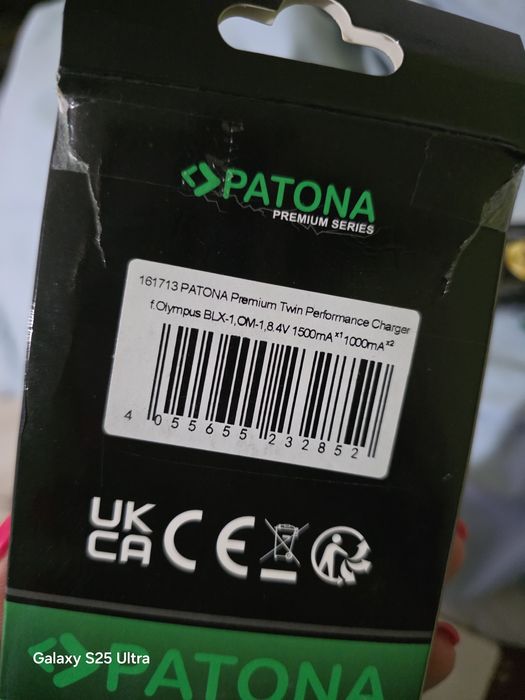 PATONA
PREMIUM SERIES
161713 PATONA Premium Twin Performance Charger
f.Olympus BLX-1,OM-1,8.4V 1500mA x1 1000mA x2
4 055655 232852
UK
CA CE
PATONA
Galaxy S25 Ultra